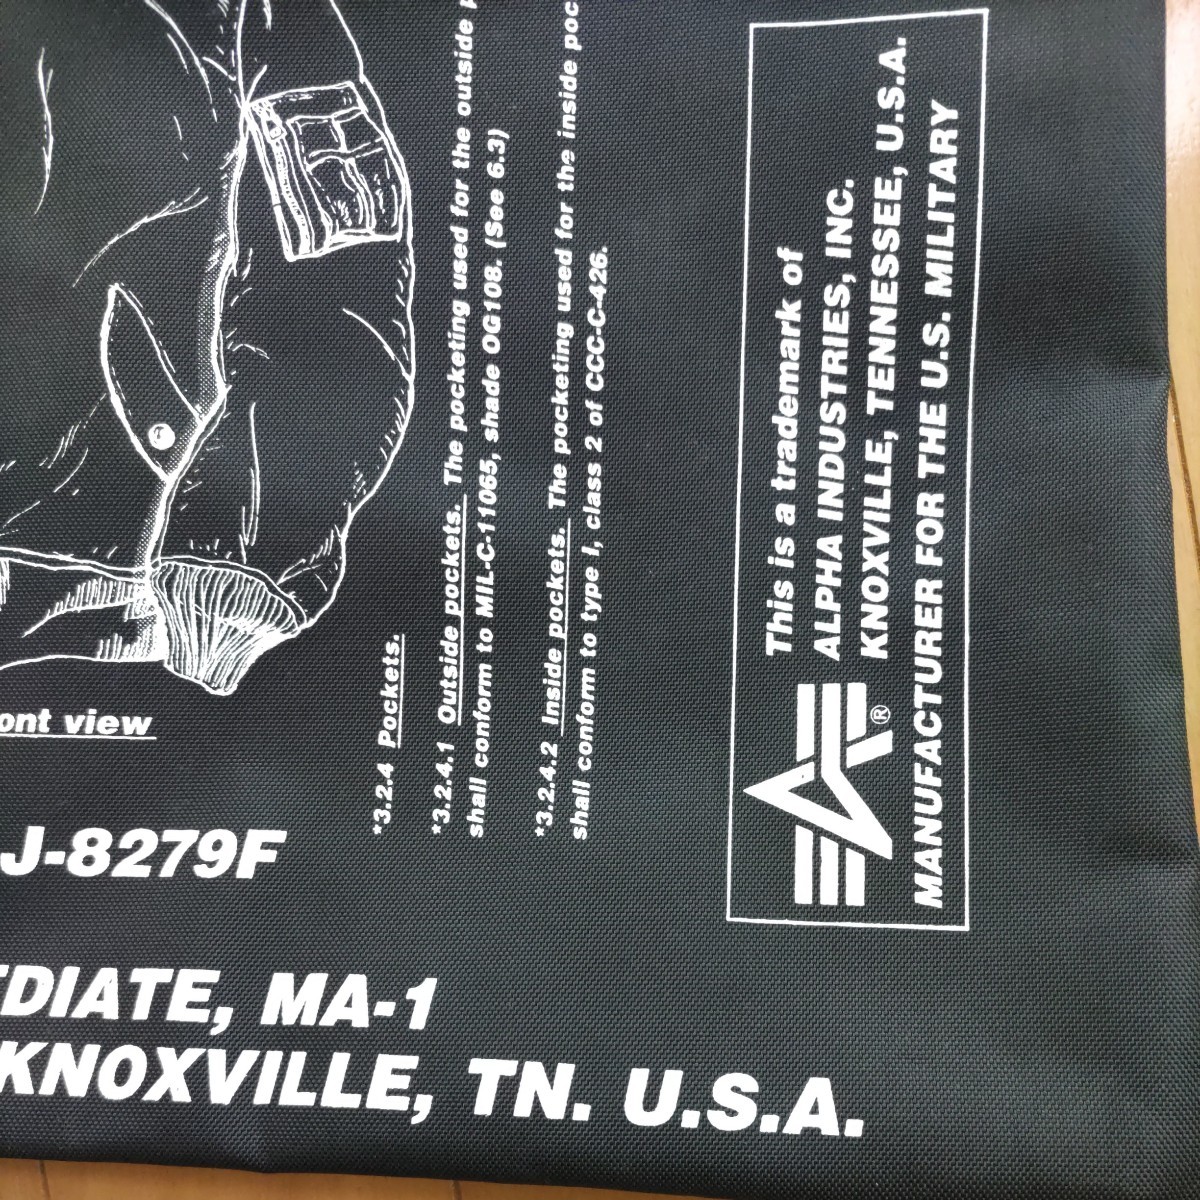 ont view
J-8279F
EDIATE, MA-1
KNOXVILLE, TN. U.S.A.
*3.2.4 Pockets.
*3.2.4.1 Outside pockets. The pocketing used for the outside
shall conform to MIL-C-11065, shade OG108. (See 6.3)
*3.2.4.2 Inside pockets. The pocketing used for the inside poc
shall conform to type I, class 2 of CCC-C-426.
This is a trademark of
ALPHA INDUSTRIES, INC.
KNOXVILLE, TENNESSEE, U.S.A.
®
MANUFACTURER FOR THE U.S. MILITARY